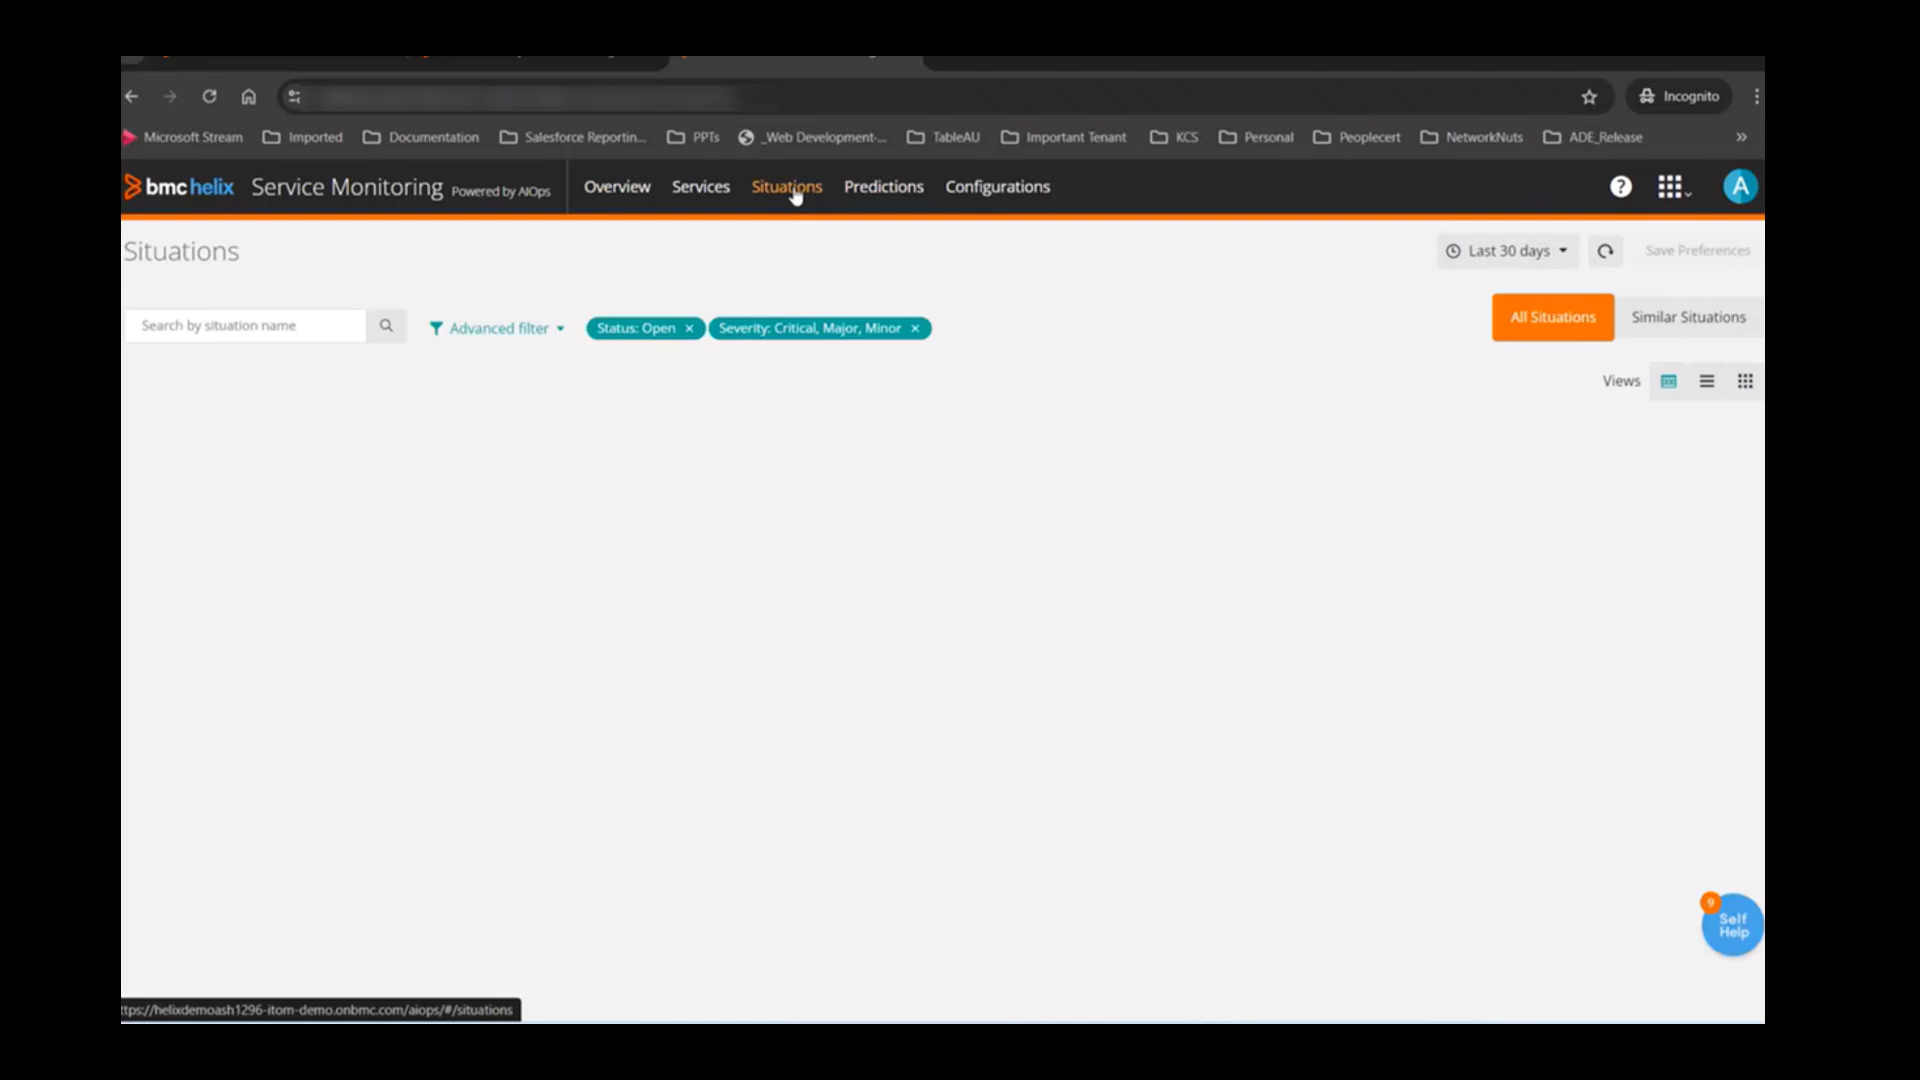 Incognito
Microsoft Stream Imported Documentation Salesforce Reportin... PPTs _Web Development-... TableAU Important Tenant KCS Personal Peoplecert NetworkNuts ADE_Release »
bmc helix Service Monitoring Powered by AIOps Overview Services Situations Predictions Configurations ? A
Situations Last 30 days Save Preferences
Search by situation name Advanced filter Status: Open × Severity: Critical, Major, Minor × All Situations Similar Situations
Views
9
Self
Help
ttps://helixdemoash1296-itom-demo.onbmc.com/aiops/#/situations